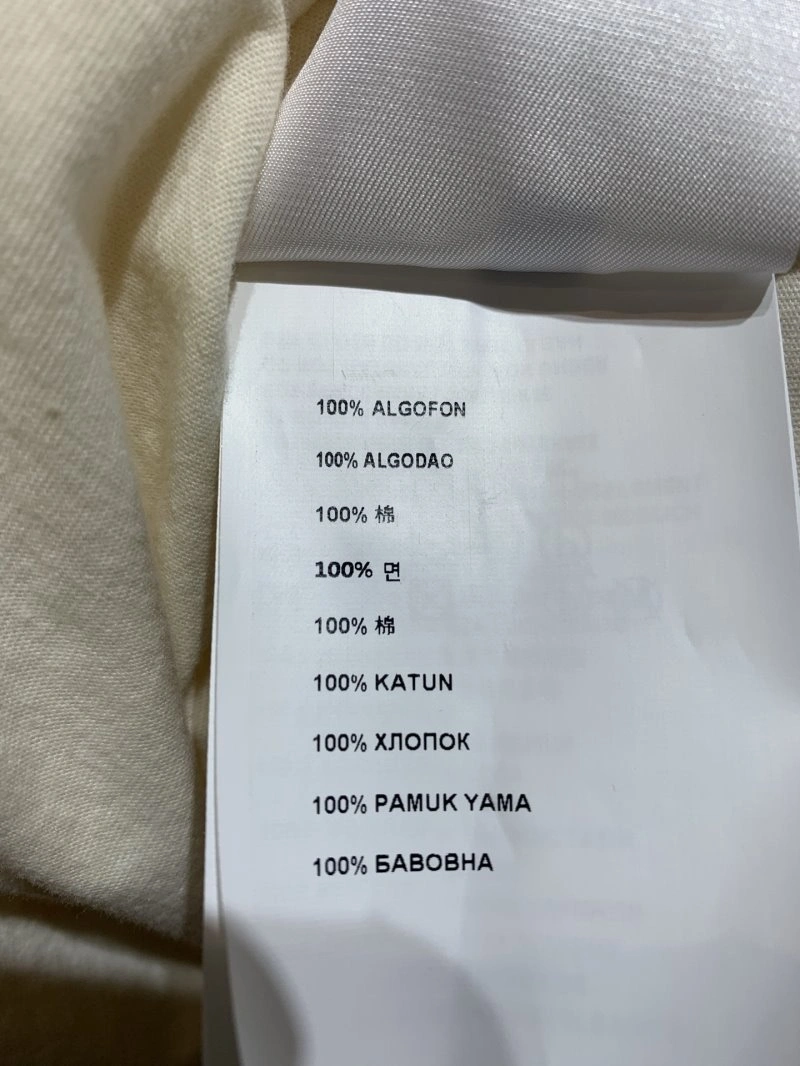 100% ALGOFON
100% ALGODAO
100% 棉
100% 면
100% 棉
100% KATUN
100% ХЛОПОК
100% PAMUK YAMA
100% БАВОВНА